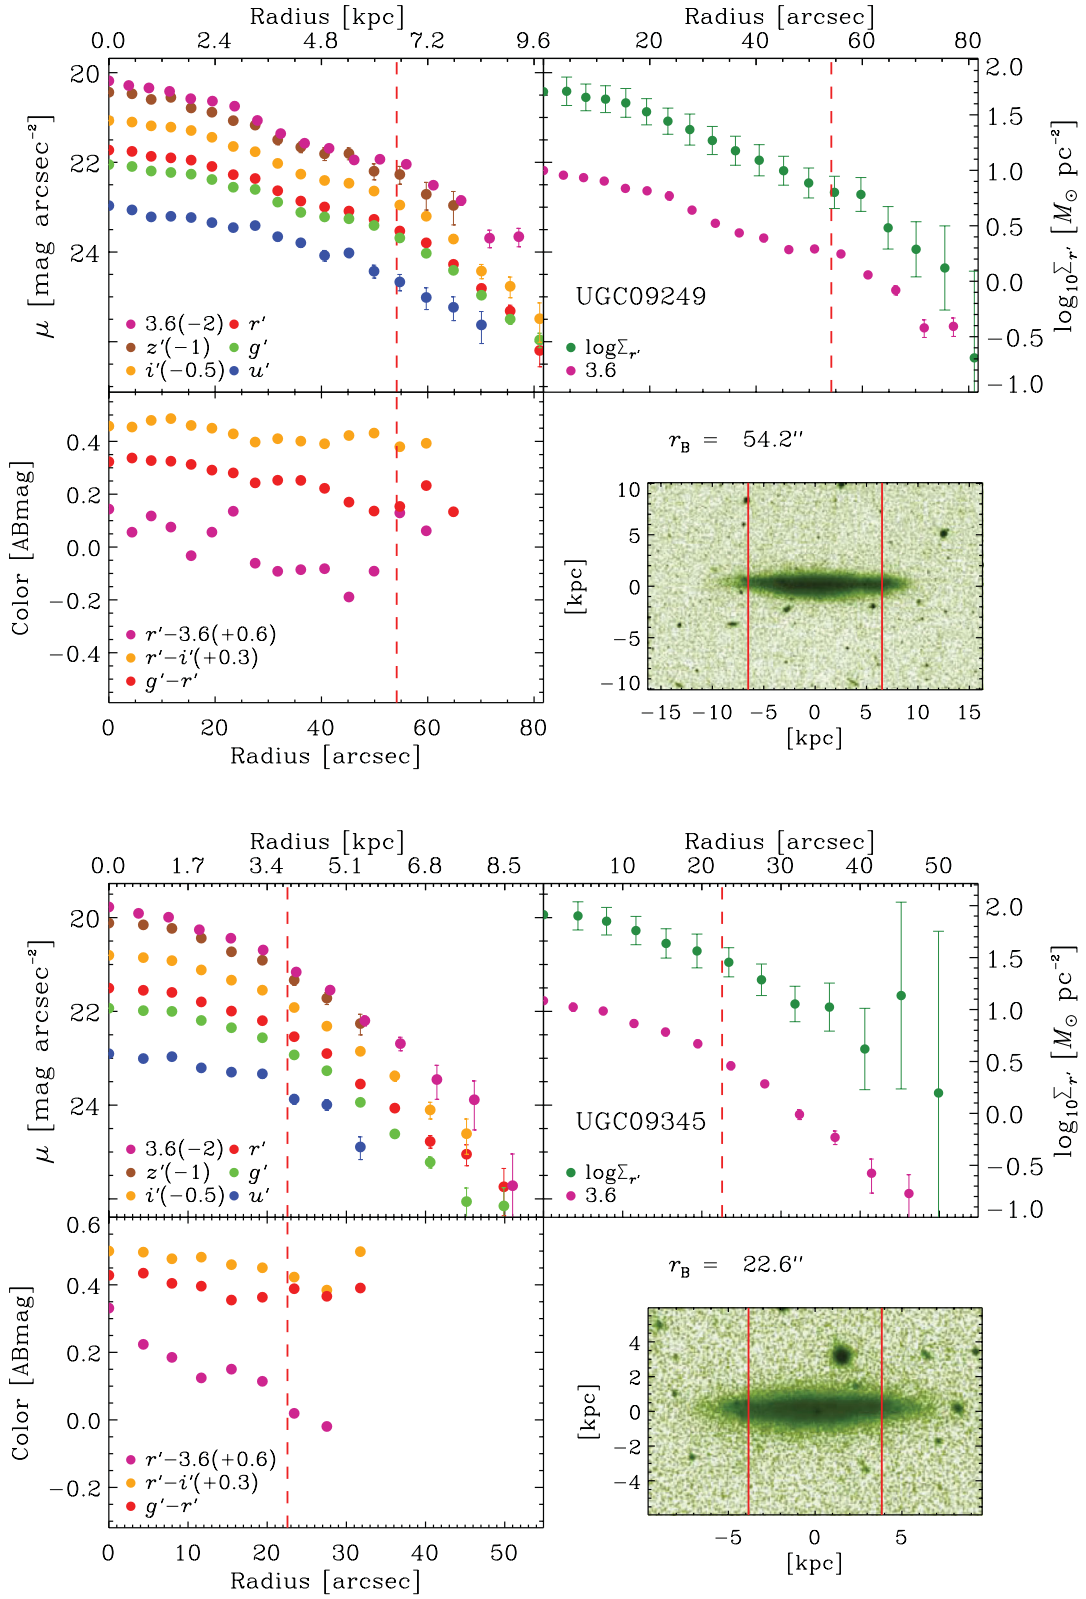 Radius [kpc] Radius [arcsec]
0.0 2.4 4.8 7.2 9.6 20 40 60 80
μ [mag arcsec⁻²]
20
22
24
3.6(−2) r′
z′(−1) g′
i′(−0.5) u′
UGC09249
logΣr′
3.6
2.0
1.5
1.0
0.5
0.0
−0.5
−1.0
log₁₀Σr′ [M⊙ pc⁻²]
Color [ABmag]
0.4
0.2
0.0
−0.2
−0.4
r′−3.6(+0.6)
r′−i′(+0.3)
g′−r′
0 20 40 60 80
Radius [arcsec]
rB = 54.2″
[kpc]
10
5
0
−5
−10
−15 −10 −5 0 5 10 15
[kpc]
Radius [kpc] Radius [arcsec]
0.0 1.7 3.4 5.1 6.8 8.5 10 20 30 40 50
μ [mag arcsec⁻²]
20
22
24
3.6(−2) r′
z′(−1) g′
i′(−0.5) u′
UGC09345
logΣr′
3.6
2.0
1.5
1.0
0.5
0.0
−0.5
−1.0
log₁₀Σr′ [M⊙ pc⁻²]
Color [ABmag]
0.6
0.4
0.2
0.0
−0.2
r′−3.6(+0.6)
r′−i′(+0.3)
g′−r′
0 10 20 30 40 50
Radius [arcsec]
rB = 22.6″
[kpc]
4
2
0
−2
−4
−5 0 5
[kpc]